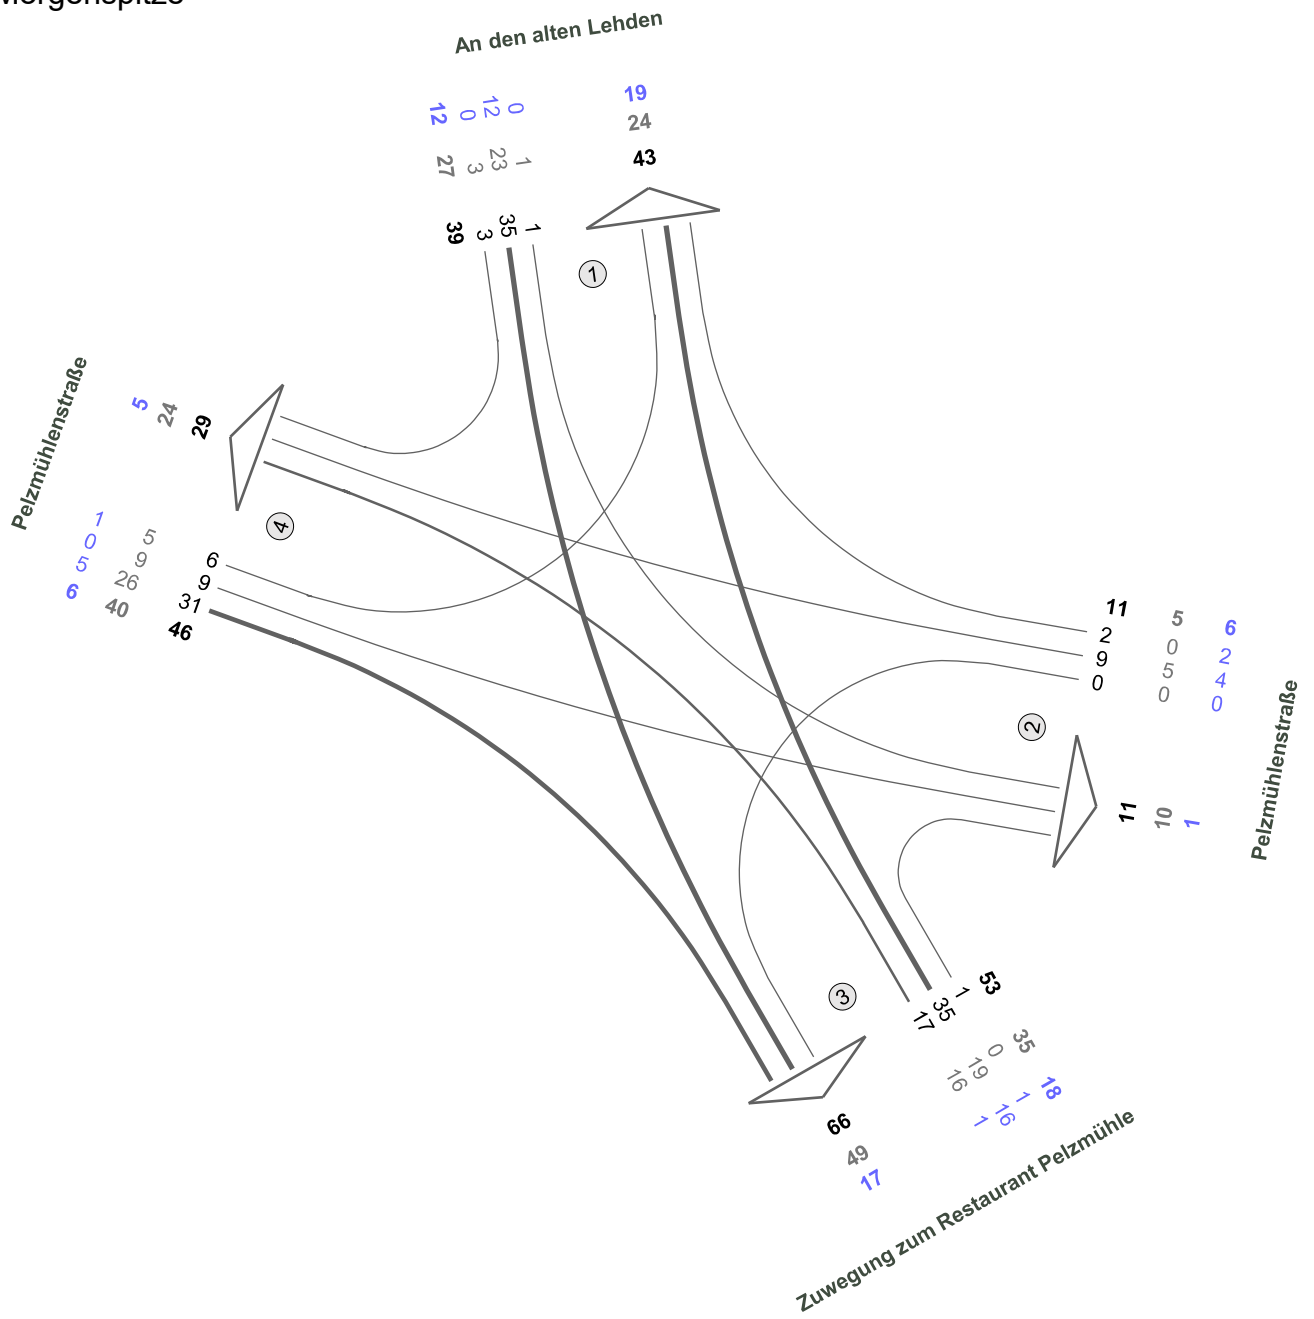 Morgenspitze
An den alten Lehden
12 0 12 0
19
27 3 23 1
24
39 3 35 1
43
1
Pelzmühlenstraße
5 24 29
4
1 5 6
0 9 9
5 26 31
6 40 46
11 5 6
2 0 2
9 5 4
0 0 0
2
Pelzmühlenstraße
11 10 1
3
17 35 1 53
16 19 0 35
1 16 1 18
66
49
17
Zuwegung zum Restaurant Pelzmühle